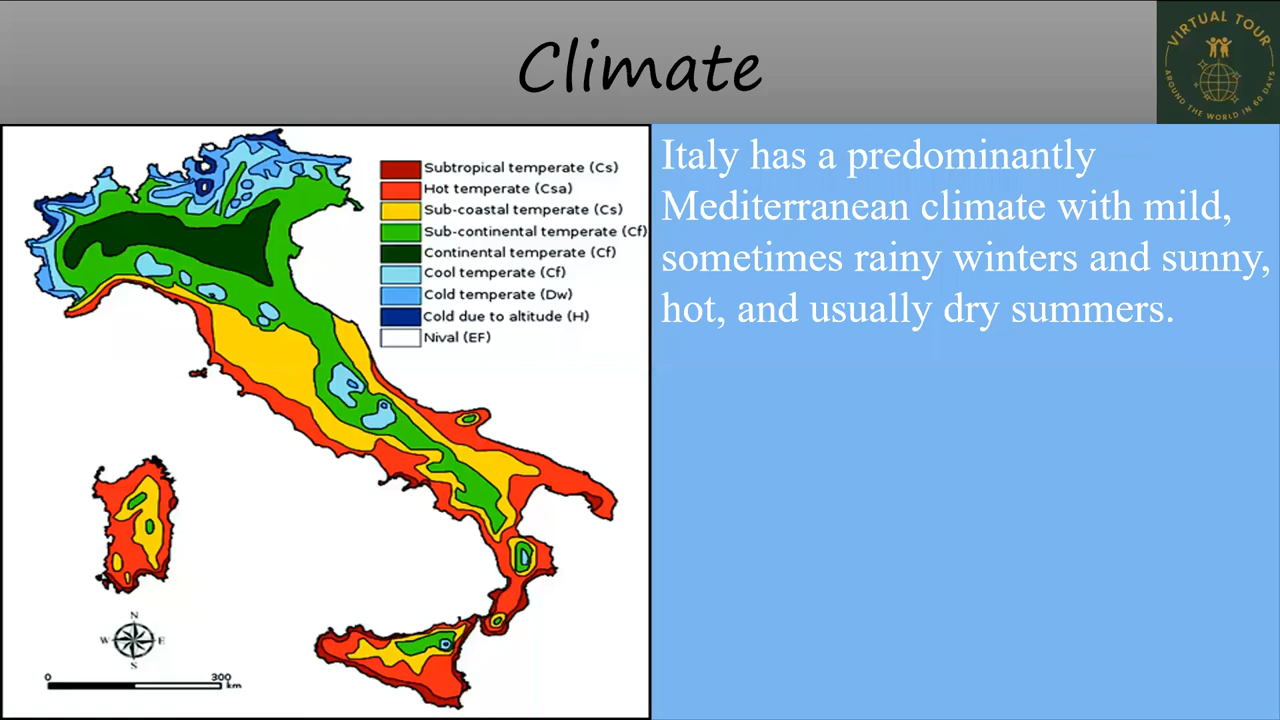 Climate
VIRTUAL TOUR
AROUND THE WORLD IN 60 DAYS
Subtropical temperate (Cs)
Hot temperate (Csa)
Sub-coastal temperate (Cs)
Sub-continental temperate (Cf)
Continental temperate (Cf)
Cool temperate (Cf)
Cold temperate (Dw)
Cold due to altitude (H)
Nival (EF)
N
W E
S
0 300
km
Italy has a predominantly
Mediterranean climate with mild,
sometimes rainy winters and sunny,
hot, and usually dry summers.